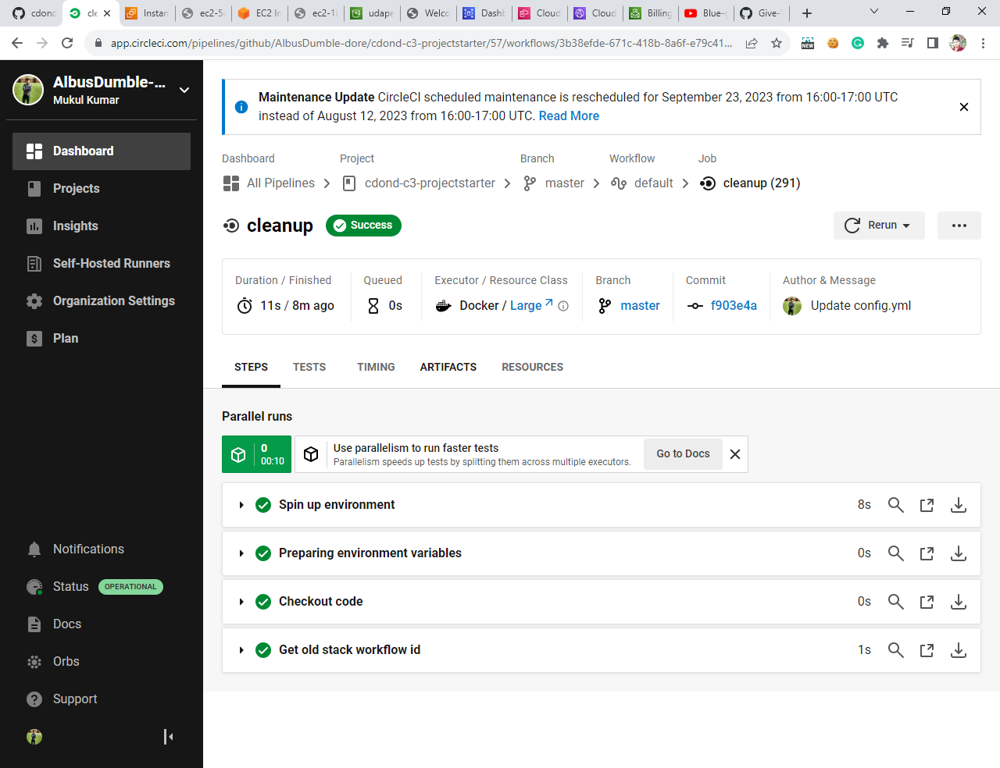 cdond
cle
Instan
ec2-54
EC2 In
ec2-18
udape
Welco
Dashb
Cloud
Cloud
Billing
Blue-g
Give-Y
app.circleci.com/pipelines/github/AlbusDumble-dore/cdond-c3-projectstarter/57/workflows/3b38efde-671c-418b-8a6f-e79c41...
NEW
AlbusDumble-...
Mukul Kumar
Dashboard
Projects
Insights
Self-Hosted Runners
Organization Settings
Plan
Notifications
Status OPERATIONAL
Docs
Orbs
Support
Maintenance Update CircleCI scheduled maintenance is rescheduled for September 23, 2023 from 16:00-17:00 UTC
instead of August 12, 2023 from 16:00-17:00 UTC. Read More
Dashboard Project Branch Workflow Job
All Pipelines cdond-c3-projectstarter master default cleanup (291)
cleanup Success Rerun
Duration / Finished Queued Executor / Resource Class Branch Commit Author & Message
11s / 8m ago 0s Docker / Large master f903e4a Update config.yml
STEPS TESTS TIMING ARTIFACTS RESOURCES
Parallel runs
0
00:10
Use parallelism to run faster tests
Parallelism speeds up tests by splitting them across multiple executors.
Go to Docs
Spin up environment 8s
Preparing environment variables 0s
Checkout code 0s
Get old stack workflow id 1s